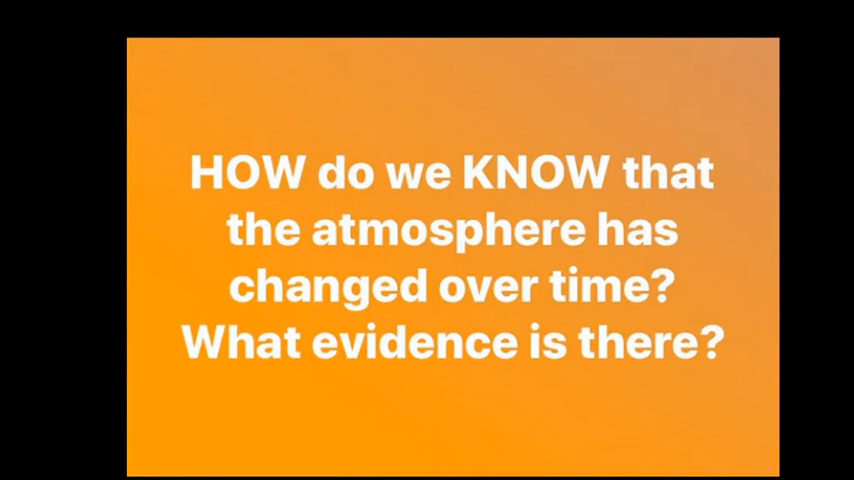 HOW do we KNOW that
the atmosphere has
changed over time?
What evidence is there?